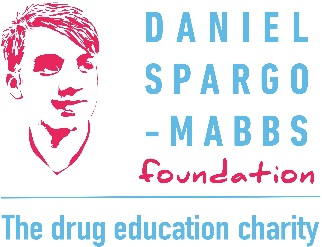 DANIEL
SPARGO
-MABBS
foundation
The drug education charity